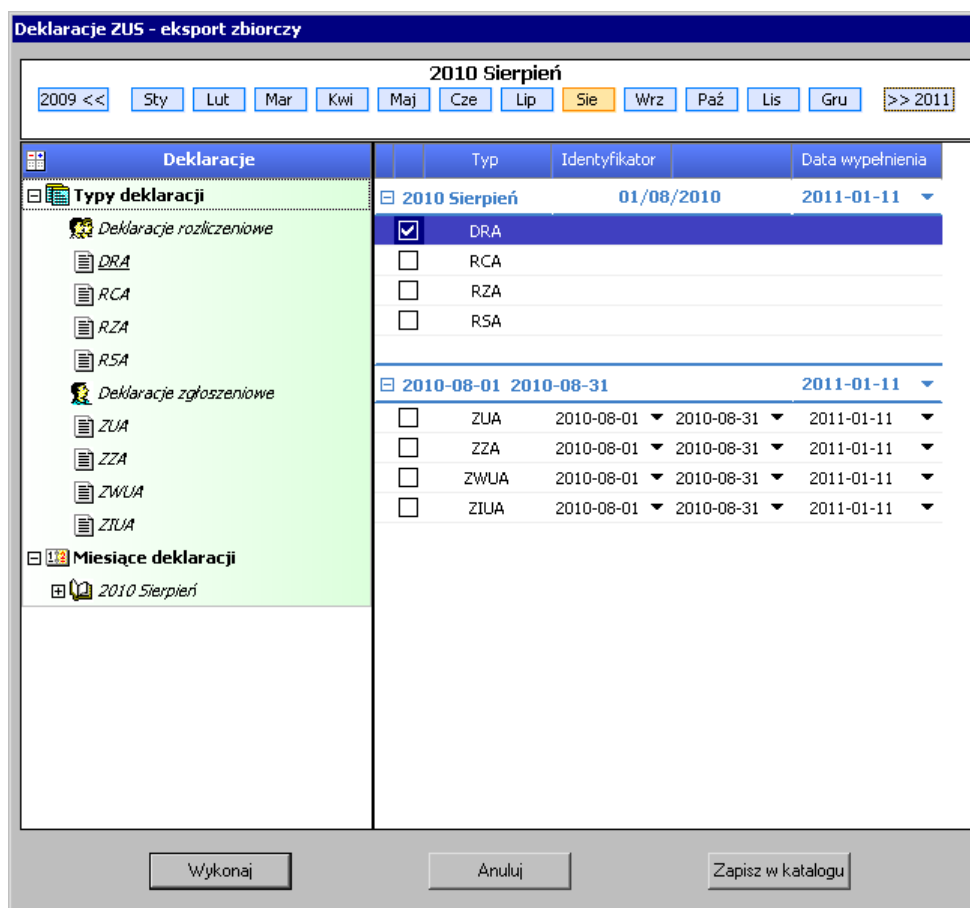 Deklaracje ZUS - eksport zbiorczy
2010 Sierpień
2009 << Sty Lut Mar Kwi Maj Cze Lip Sie Wrz Paź Lis Gru >> 2011
Deklaracje
Typy deklaracji
Deklaracje rozliczeniowe
DRA
RCA
RZA
RSA
Deklaracje zgłoszeniowe
ZUA
ZZA
ZWUA
ZIUA
Miesiące deklaracji
2010 Sierpień
Typ Identyfikator Data wypełnienia
2010 Sierpień 01/08/2010 2011-01-11
DRA
RCA
RZA
RSA
2010-08-01 2010-08-31 2011-01-11
ZUA 2010-08-01 2010-08-31 2011-01-11
ZZA 2010-08-01 2010-08-31 2011-01-11
ZWUA 2010-08-01 2010-08-31 2011-01-11
ZIUA 2010-08-01 2010-08-31 2011-01-11
Wykonaj Anuluj Zapisz w katalogu